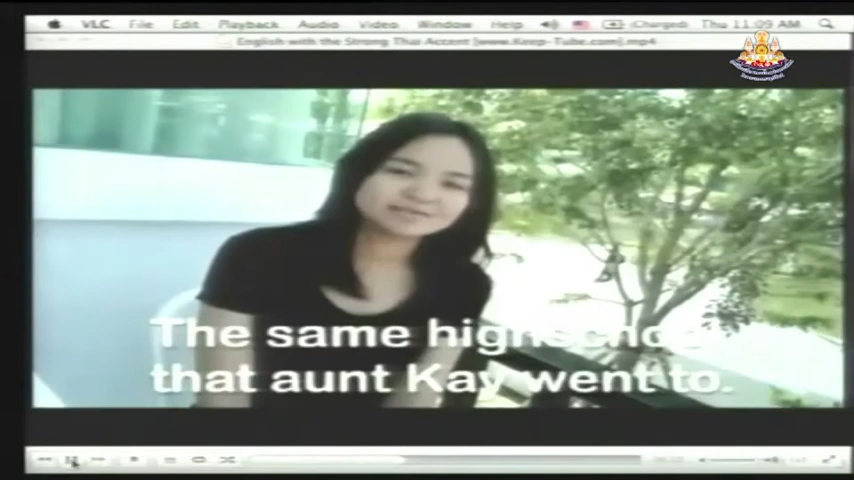 VLC File Edit Playback Audio Video Window Help (Charged) Thu 11:09 AM
English with the Strong Thai Accent [www.Keep-Tube.com].mp4
The same highschool
that aunt Kay went to.